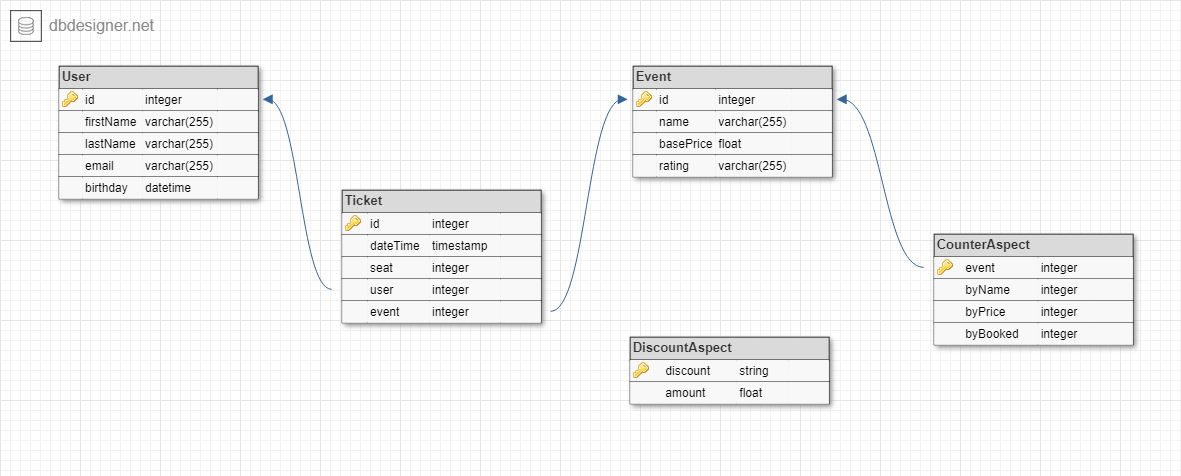 dbdesigner.net
User
id integer
firstName varchar(255)
lastName varchar(255)
email varchar(255)
birthday datetime
Event
id integer
name varchar(255)
basePrice float
rating varchar(255)
Ticket
id integer
dateTime timestamp
seat integer
user integer
event integer
CounterAspect
event integer
byName integer
byPrice integer
byBooked integer
DiscountAspect
discount string
amount float